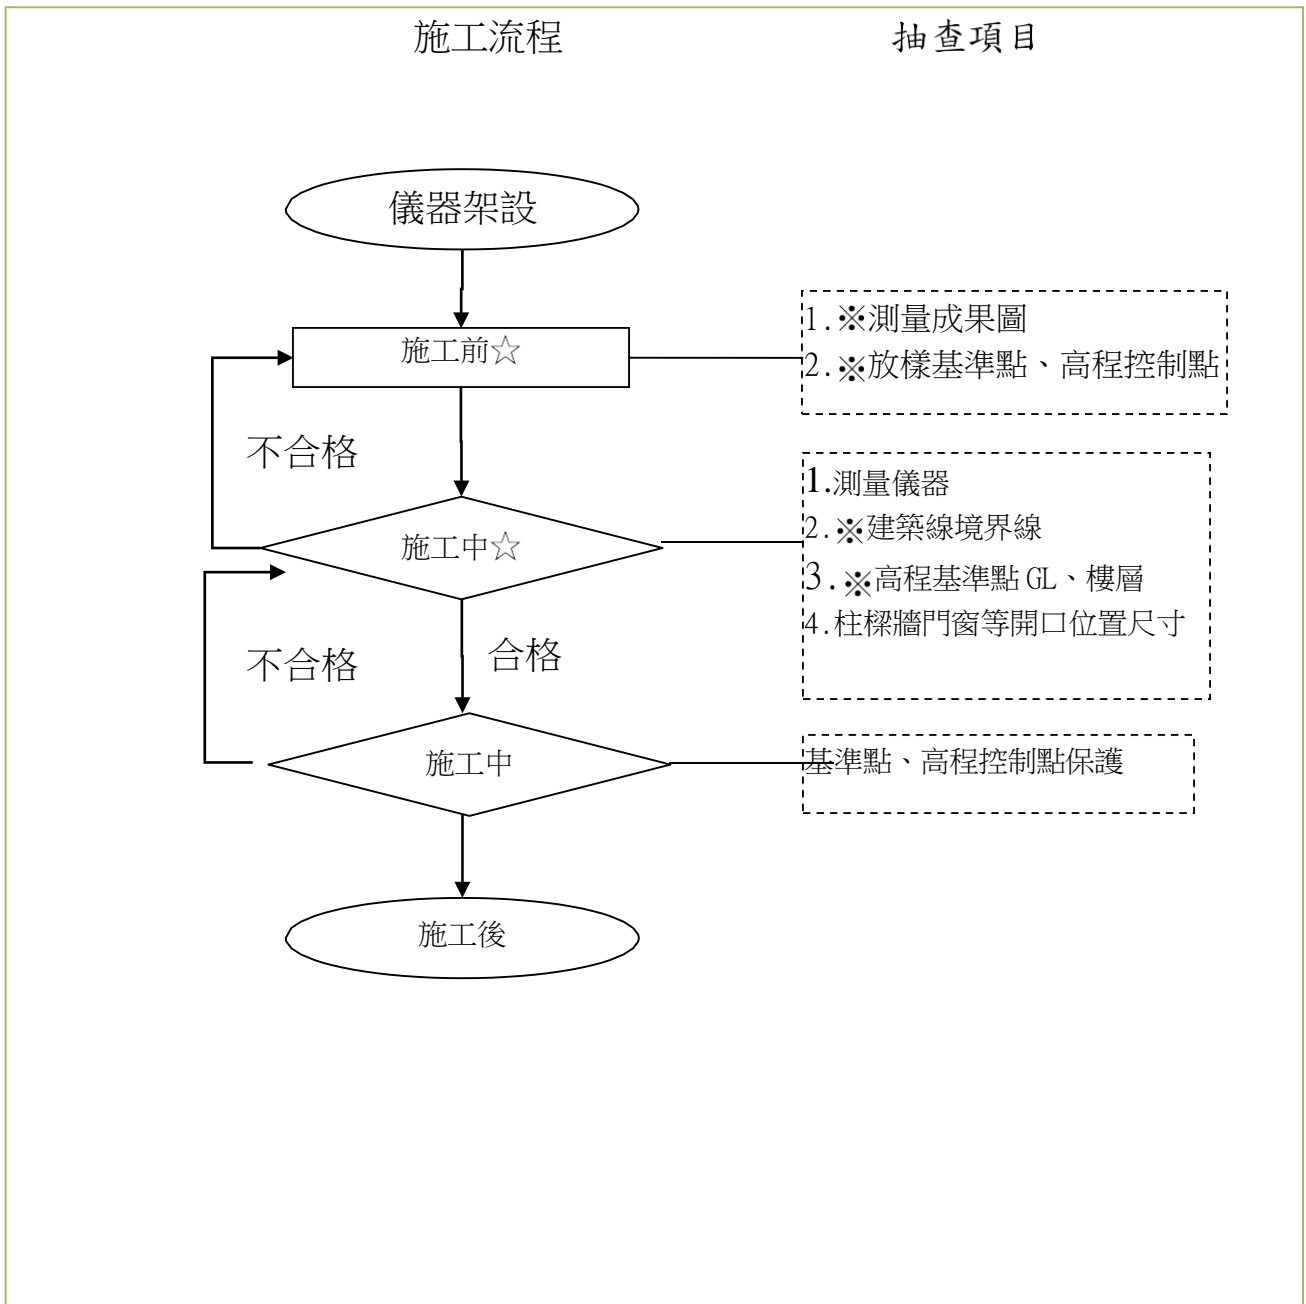 施工流程
抽查項目
儀器架設
施工前☆
1.※測量成果圖
2.※放樣基準點、高程控制點
不合格
施工中☆
1.測量儀器
2.※建築線境界線
3.※高程基準點 GL、樓層
4.柱樑牆門窗等開口位置尺寸
不合格
合格
施工中
基準點、高程控制點保護
施工後